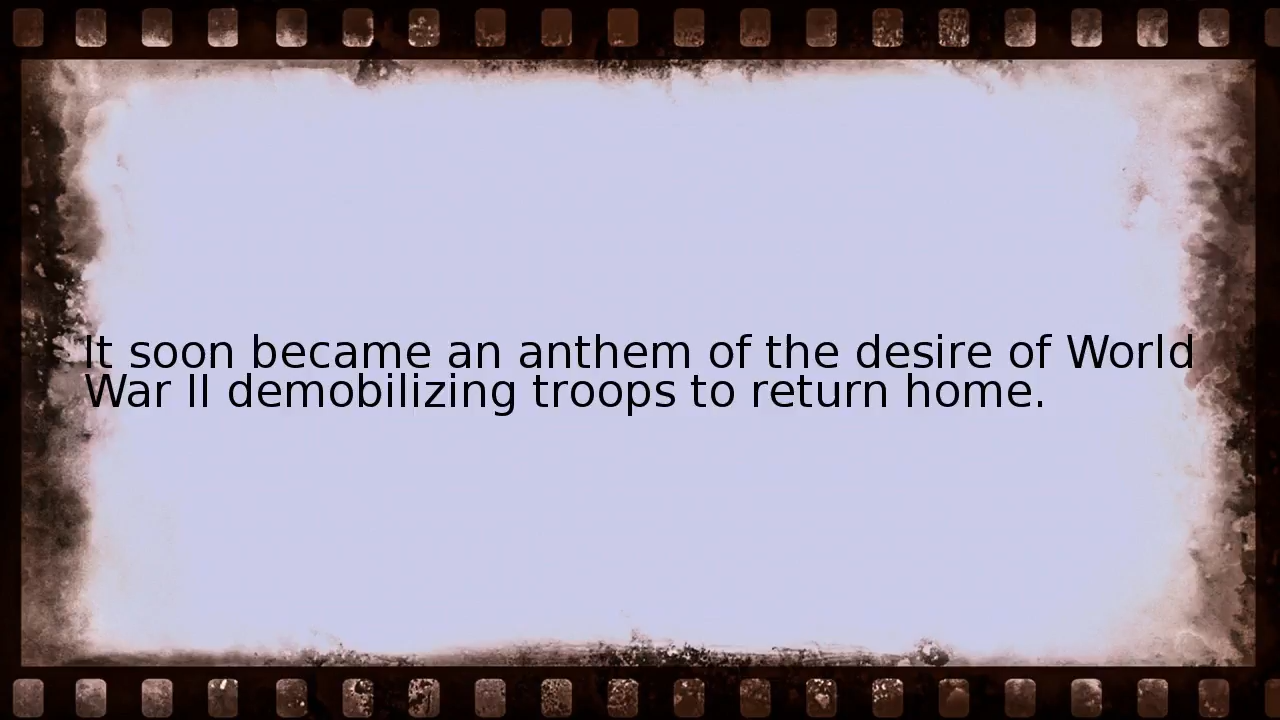 It soon became an anthem of the desire of World
War II demobilizing troops to return home.